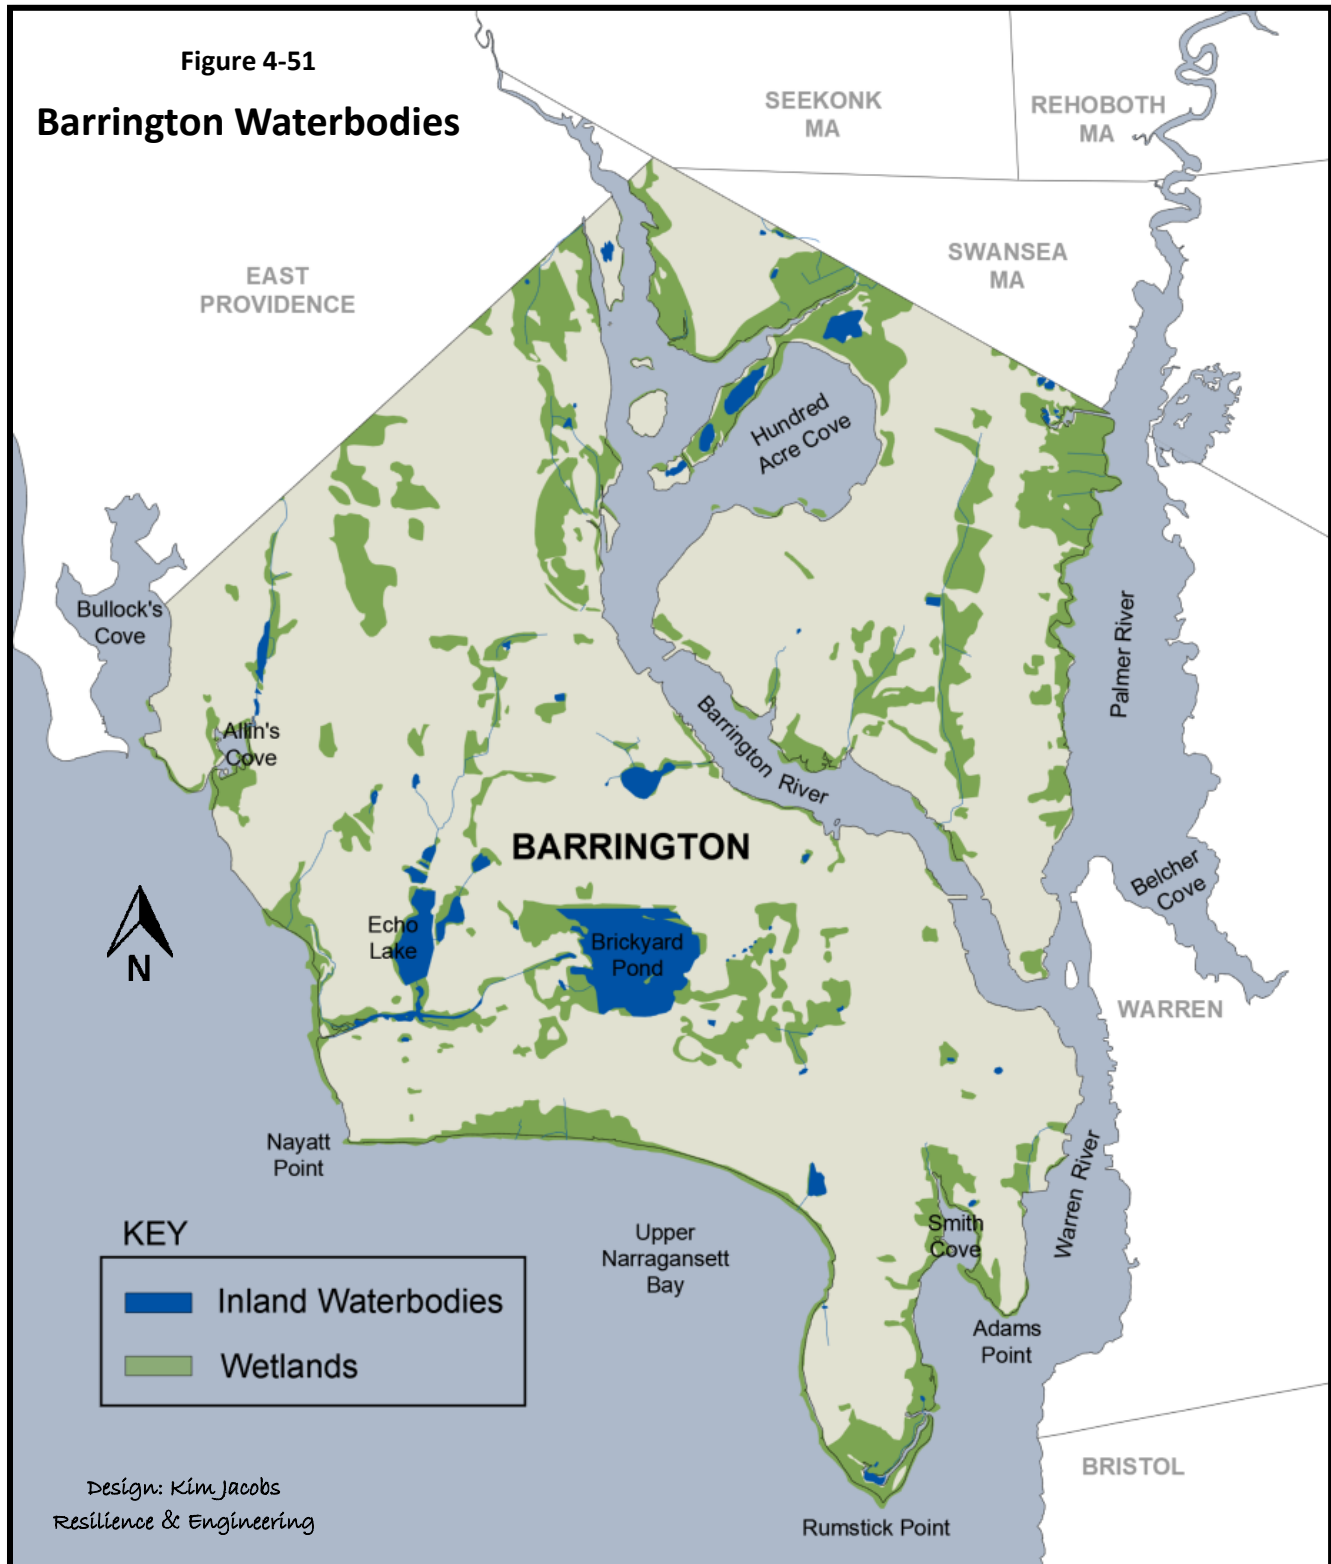 Figure 4-51
Barrington Waterbodies
SEEKONK
MA
REHOBOTH
MA
EAST
PROVIDENCE
SWANSEA
MA
Hundred
Acre Cove
Bullock's
Cove
Palmer River
Allin's
Cove
Barrington River
BARRINGTON
Belcher
Cove
Echo
Lake
Brickyard
Pond
N
WARREN
Nayatt
Point
Warren River
Upper
Narragansett
Bay
Smith
Cove
Adams
Point
KEY
Inland Waterbodies
Wetlands
BRISTOL
Design: Kim Jacobs
Resilience & Engineering
Rumstick Point